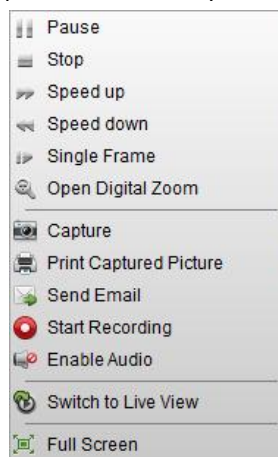 Pause
Stop
Speed up
Speed down
Single Frame
Open Digital Zoom
Capture
Print Captured Picture
Send Email
Start Recording
Enable Audio
Switch to Live View
Full Screen